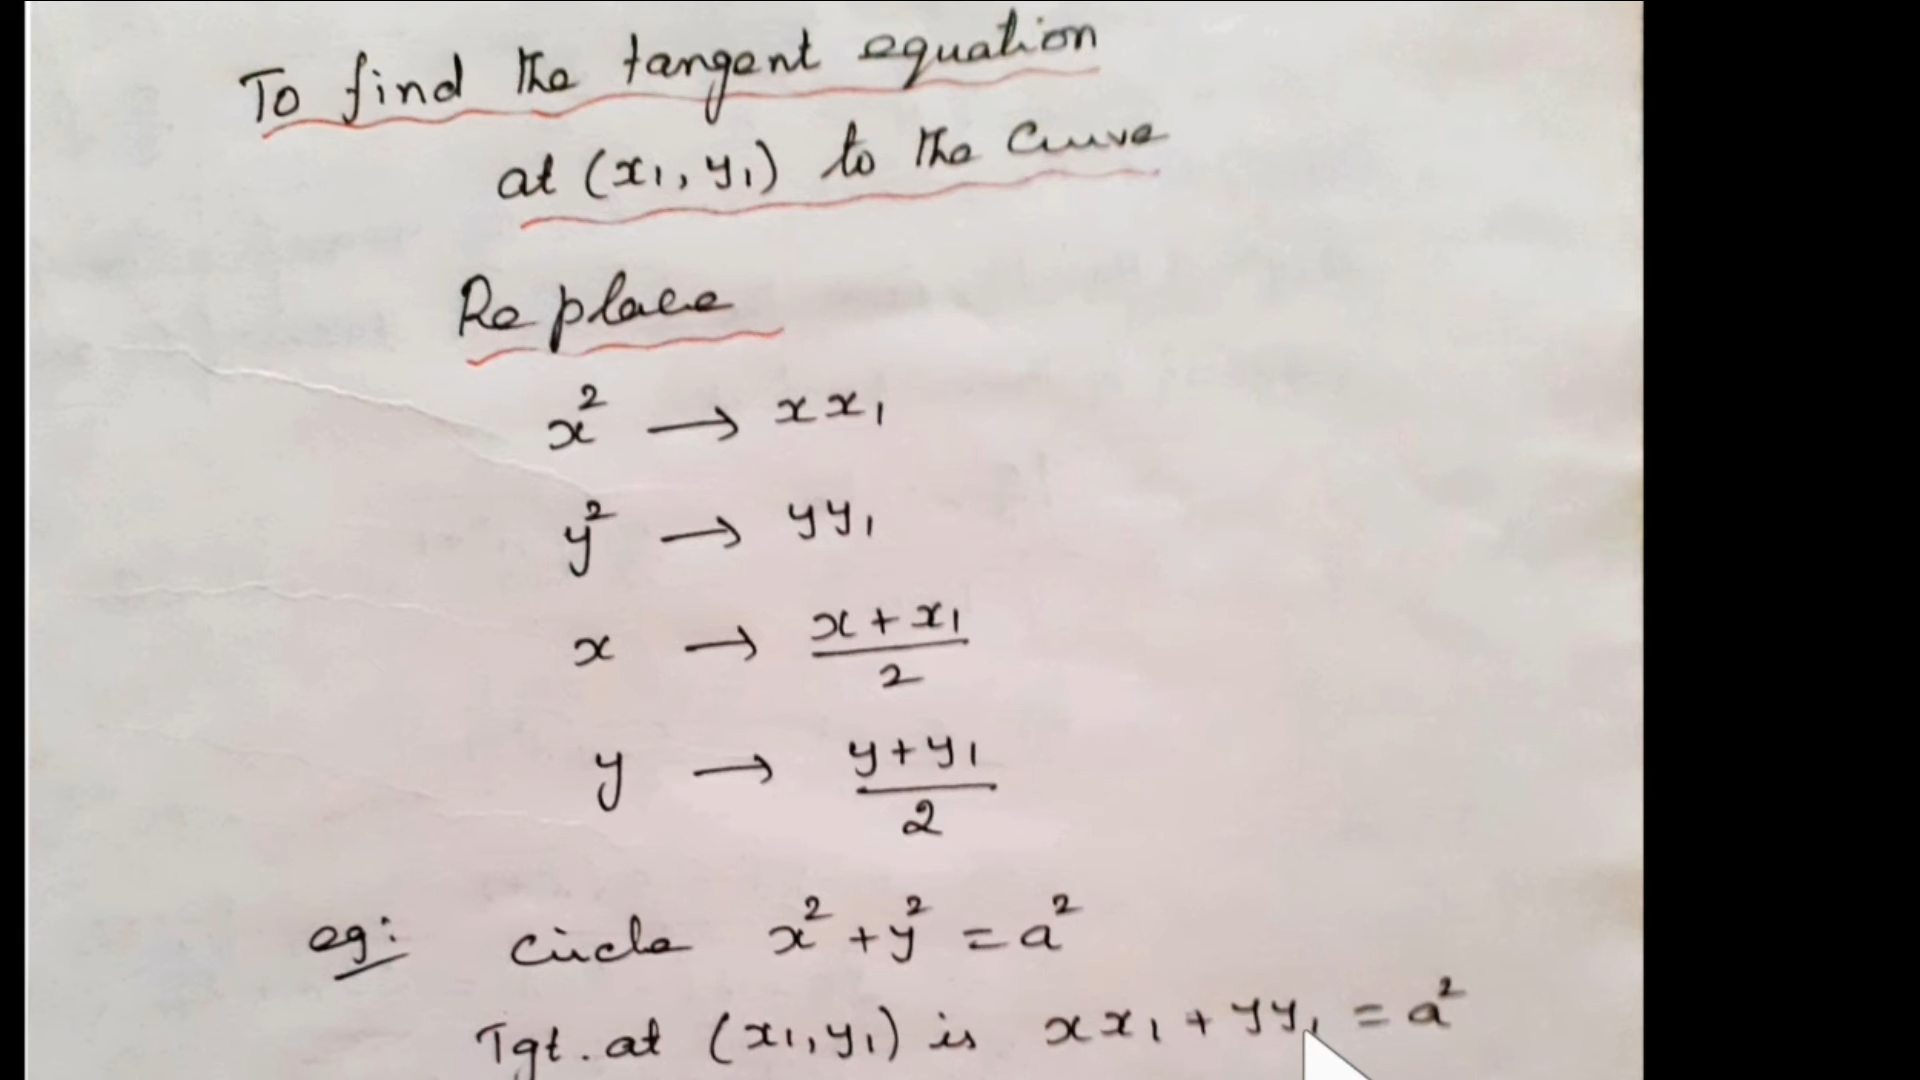 To find the tangent equation
at (x₁, y₁) to the curve
Replace
x² → xx₁
y² → yy₁
x → (x + x₁)/2
y → (y + y₁)/2
eg: circle x² + y² = a²
Tgt. at (x₁, y₁) is xx₁ + yy₁ = a²